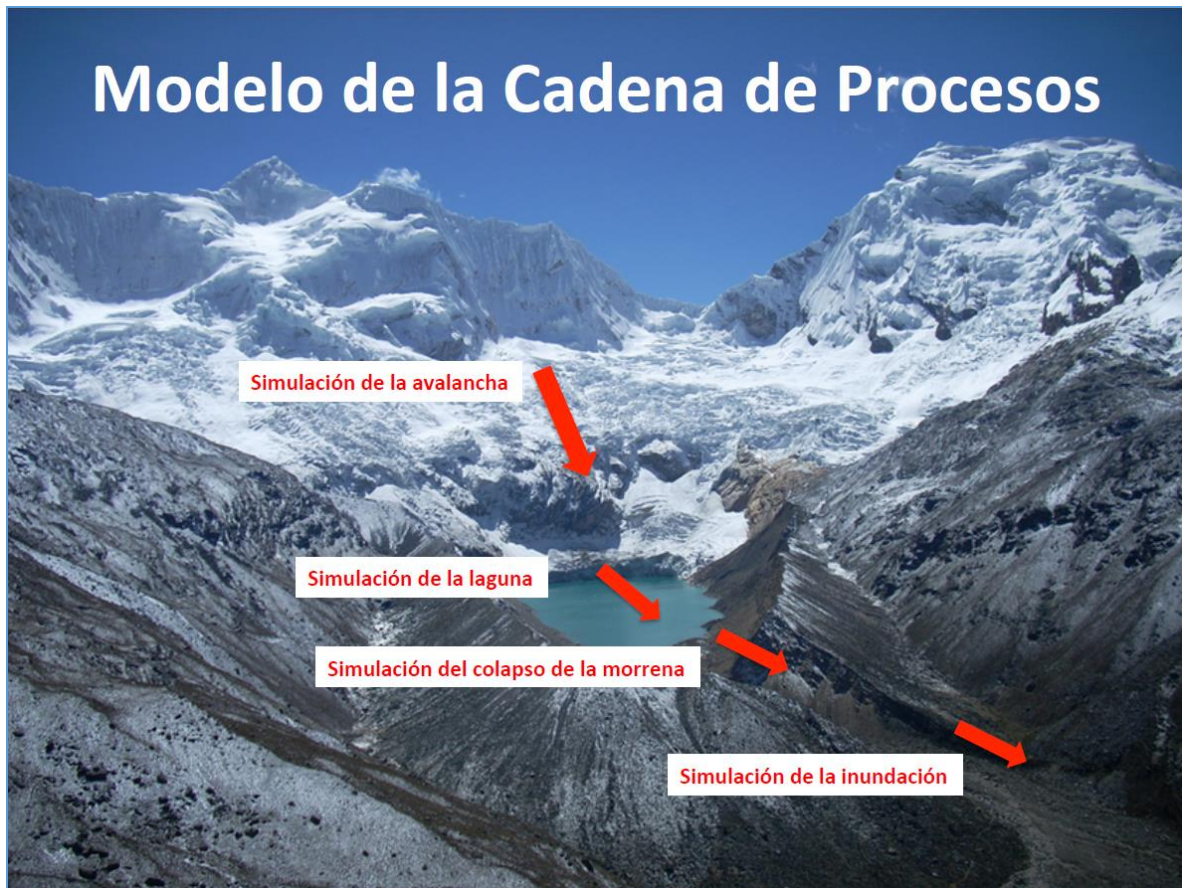 Modelo de la Cadena de Procesos
Simulación de la avalancha
Simulación de la laguna
Simulación del colapso de la morrena
Simulación de la inundación